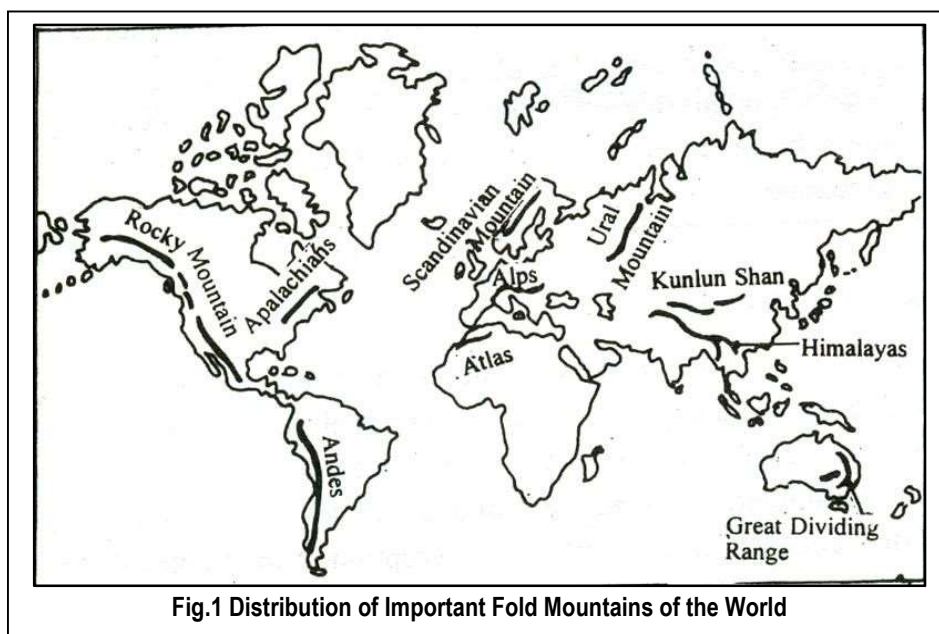 Rocky Mountain
Apalachiahs
Scandinavian
Mountain
Ural
Mountain
Alps
Kunlun Shan
Himalayas
Atlas
Andes
Great Dividing
Range
Fig.1 Distribution of Important Fold Mountains of the World